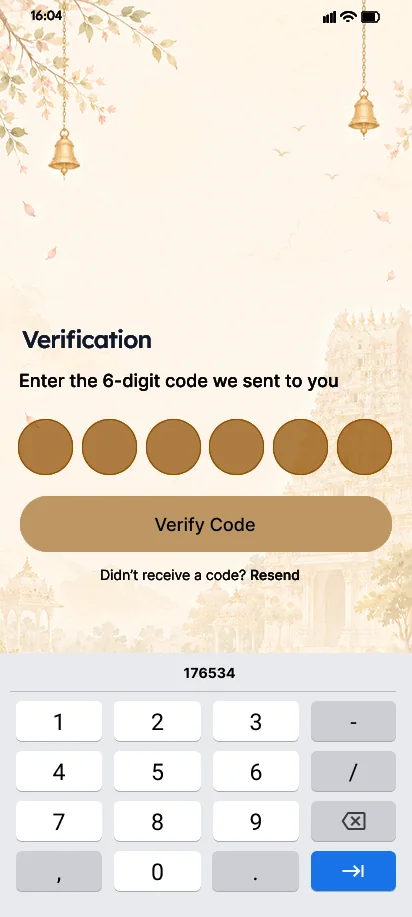 16:04
Verification
Enter the 6-digit code we sent to you
Verify Code
Didn’t receive a code? Resend
176534
1 2 3 -
4 5 6 /
7 8 9
, 0 .